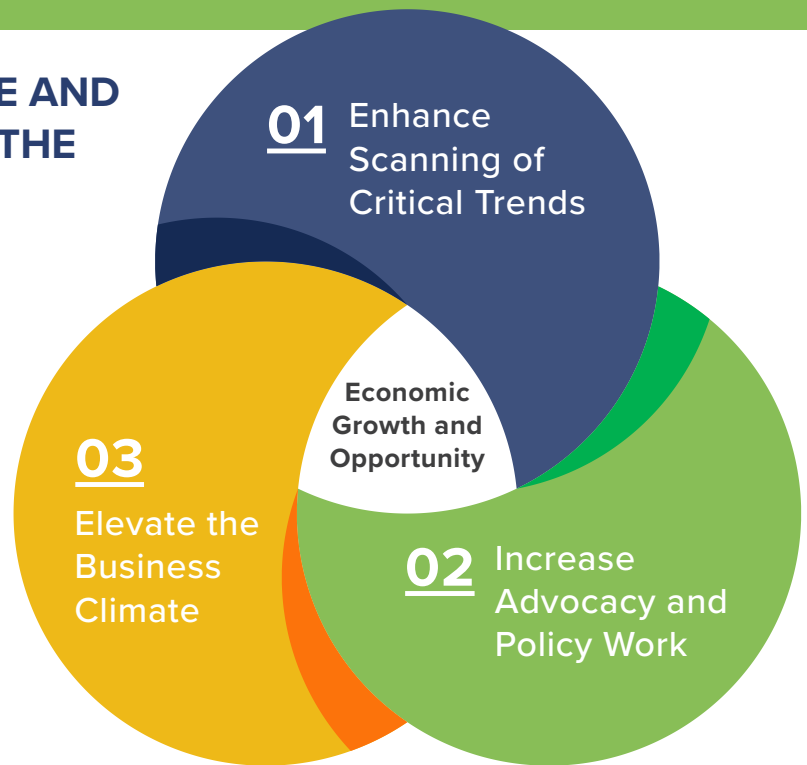 E AND
THE
01
Enhance
Scanning of
Critical Trends
Economic
Growth and
Opportunity
03
Elevate the
Business
Climate
02
Increase
Advocacy and
Policy Work